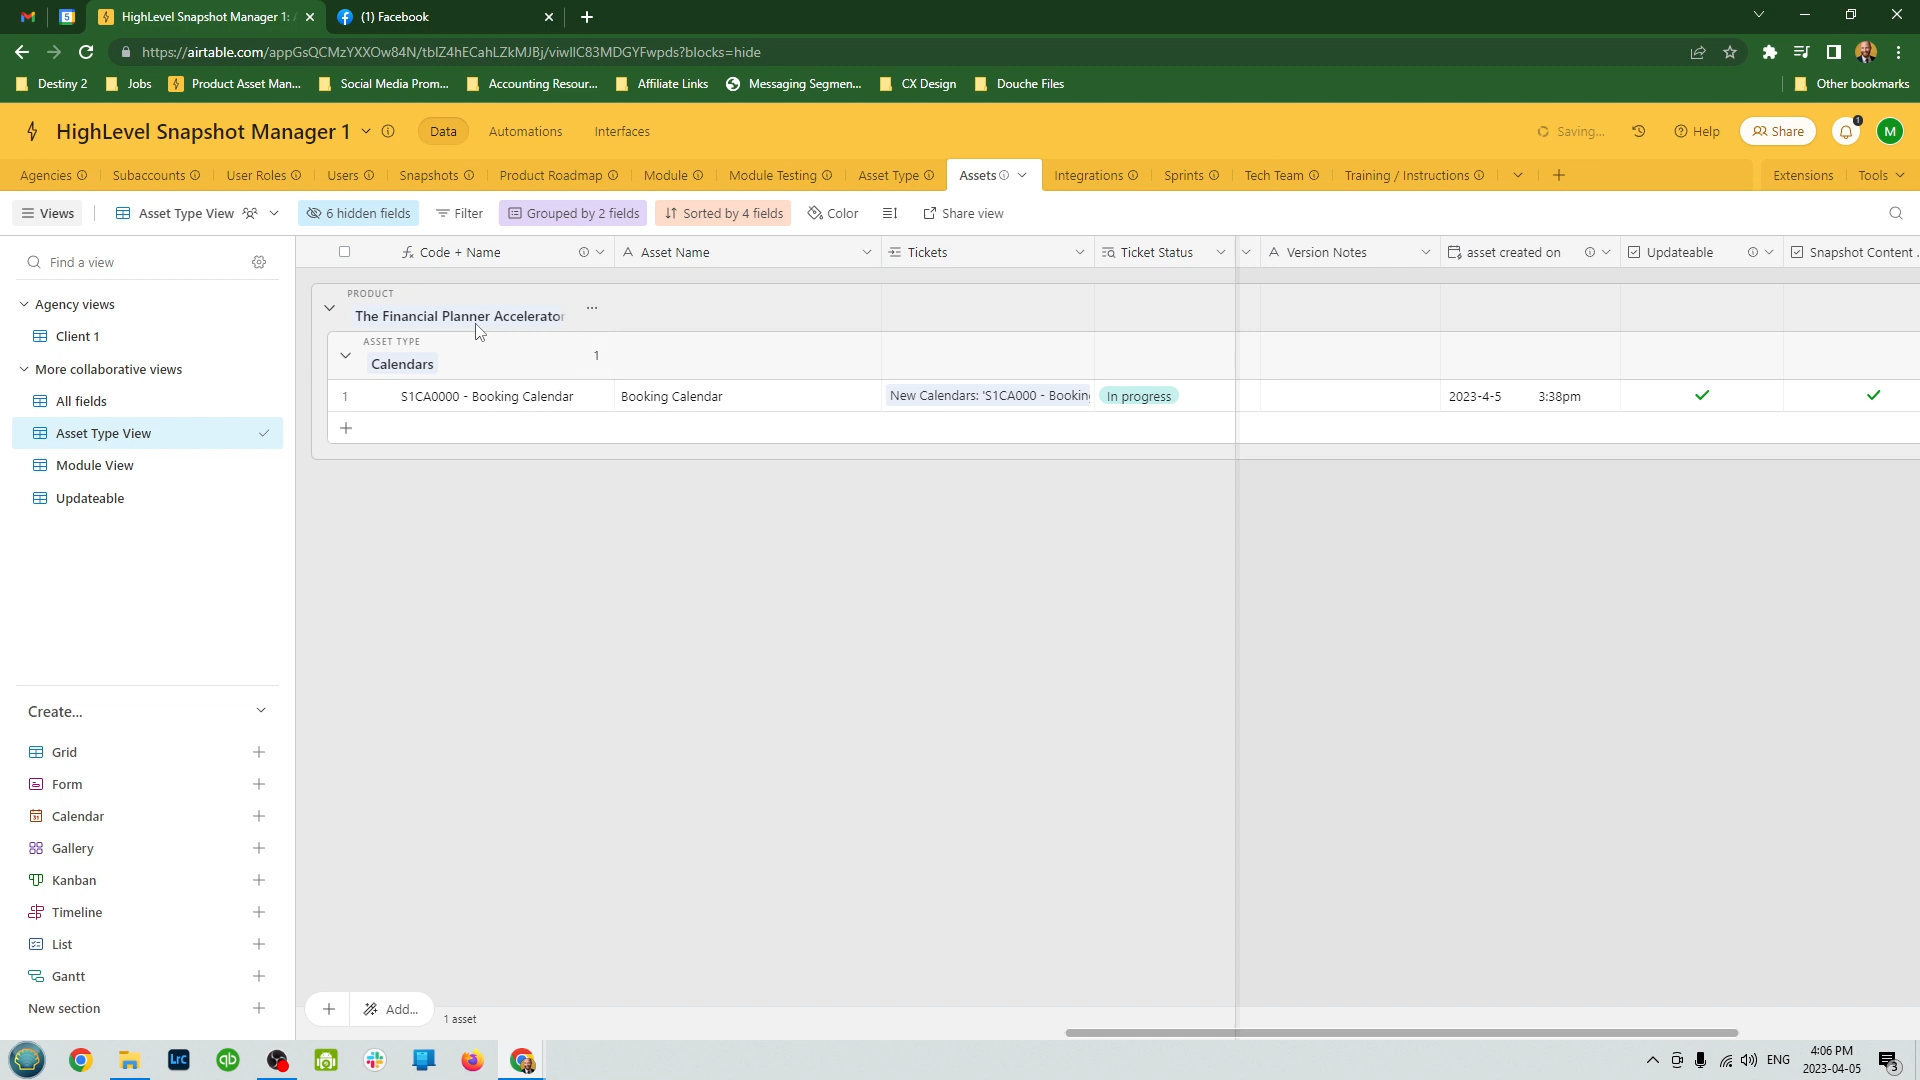 HighLevel Snapshot Manager 1:
(1) Facebook
https://airtable.com/appGsQCMzYXXOw84N/tblZ4hECahLZkMJBj/viwllC83MDGYFwpds?blocks=hide
Destiny 2
Jobs
Product Asset Man...
Social Media Prom...
Accounting Resour...
Affiliate Links
Messaging Segmen...
CX Design
Douche Files
Other bookmarks
HighLevel Snapshot Manager 1
Data
Automations
Interfaces
Saving...
Help
Share
1
M
Agencies
Subaccounts
User Roles
Users
Snapshots
Product Roadmap
Module
Module Testing
Asset Type
Assets
Integrations
Sprints
Tech Team
Training / Instructions
Extensions
Tools
Views
Asset Type View
6 hidden fields
Filter
Grouped by 2 fields
Sorted by 4 fields
Color
Share view
Find a view
Code + Name
Asset Name
Tickets
Ticket Status
Version Notes
asset created on
Updateable
Snapshot Content
PRODUCT
The Financial Planner Accelerator
ASSET TYPE
Calendars
1
1
S1CA0000 - Booking Calendar
Booking Calendar
New Calendars: 'S1CA000 - Bookin
In progress
2023-4-5
3:38pm
Agency views
Client 1
More collaborative views
All fields
Asset Type View
Module View
Updateable
Create...
Grid
Form
Calendar
Gallery
Kanban
Timeline
List
Gantt
New section
Add...
1 asset
Lrc
qb
ENG
4:06 PM
2023-04-05
3